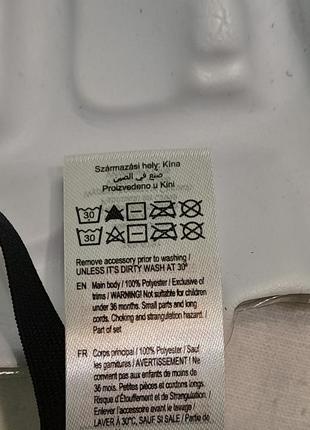 Származási hely: Kína
صنع في الصين
Proizvedeno u Kini
30
30
Remove accessory prior to washing /
UNLESS IT'S DIRTY WASH AT 30°
EN Main body / 100% Polyester / Exclusive of
trims / WARNING! Not suitable for children
under 36 months. Small parts and long
cords. Choking and strangulation hazard. /
Part of set
FR Corps principal / 100% Polyester / Sauf
les garnitures / AVERTISSEMENT ! Ne
convient pas aux enfants de moins de
36 mois. Petites pièces et cordons longs.
Risque d'Étouffement et de Strangulation. /
Enlever l'accessoire avant le lavage /
LAVER À 30°C, SAUF SI SALE / Partie de